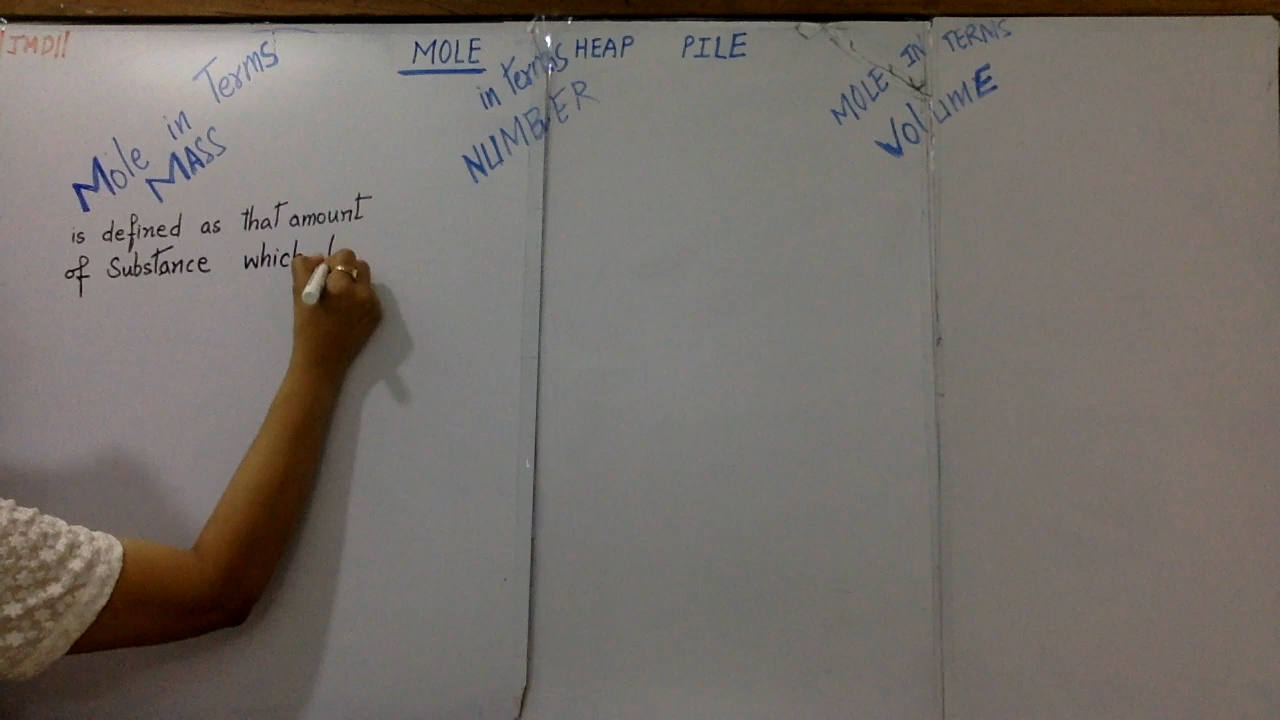 ||JMD||
MOLE HEAP PILE
Mole in Terms
MASS
is defined as that amount
of Substance which
in terms
NUMBER
MOLE IN TERMS
VOLUME